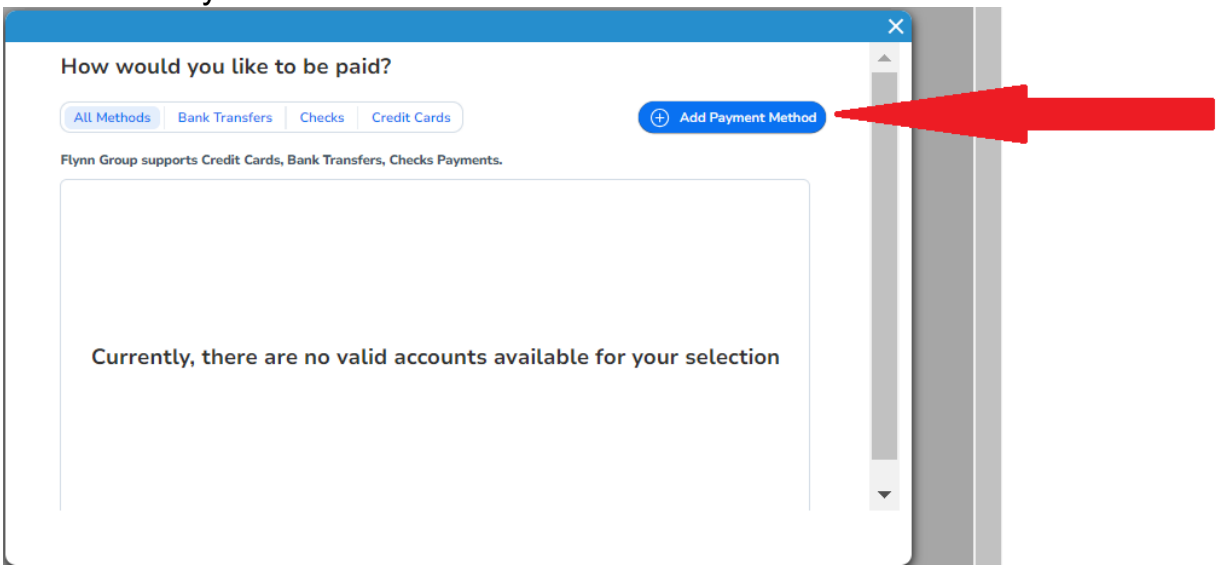 How would you like to be paid?
All Methods Bank Transfers Checks Credit Cards
Add Payment Method
Flynn Group supports Credit Cards, Bank Transfers, Checks Payments.
Currently, there are no valid accounts available for your selection